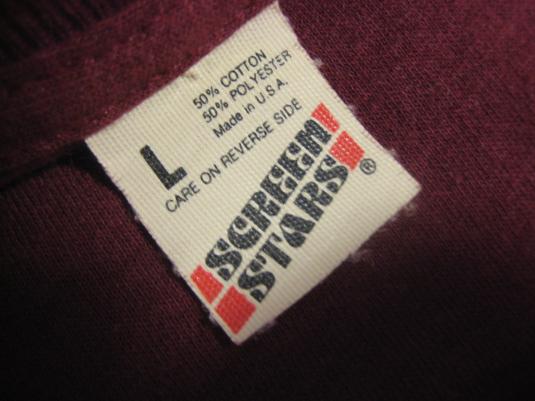 50% COTTON
50% POLYESTER
Made in U.S.A.
L
CARE ON REVERSE SIDE
SCREEN
STARS®